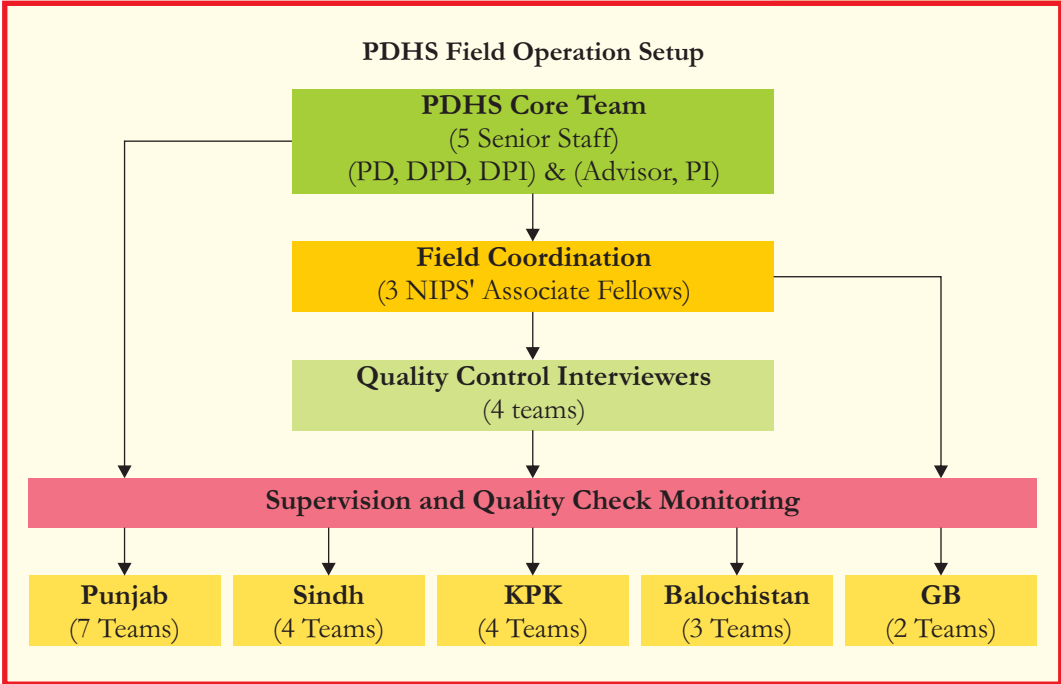 PDHS Field Operation Setup
PDHS Core Team
(5 Senior Staff)
(PD, DPD, DPI) & (Advisor, PI)
Field Coordination
(3 NIPS' Associate Fellows)
Quality Control Interviewers
(4 teams)
Supervision and Quality Check Monitoring
Punjab
(7 Teams)
Sindh
(4 Teams)
KPK
(4 Teams)
Balochistan
(3 Teams)
GB
(2 Teams)